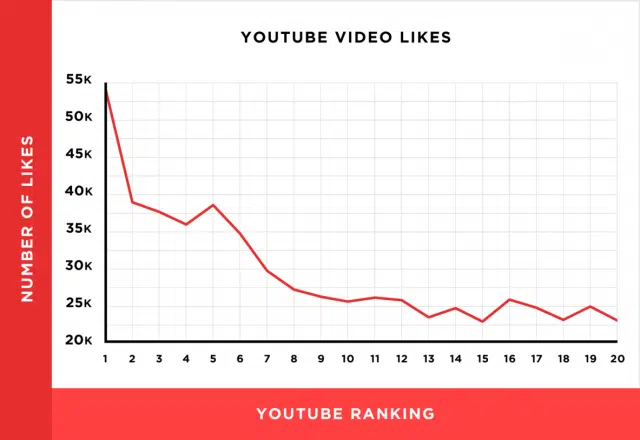 YOUTUBE VIDEO LIKES
NUMBER OF LIKES
55K
50K
45K
40K
35K
30K
25K
20K
1 2 3 4 5 6 7 8 9 10 11 12 13 14 15 16 17 18 19 20
YOUTUBE RANKING